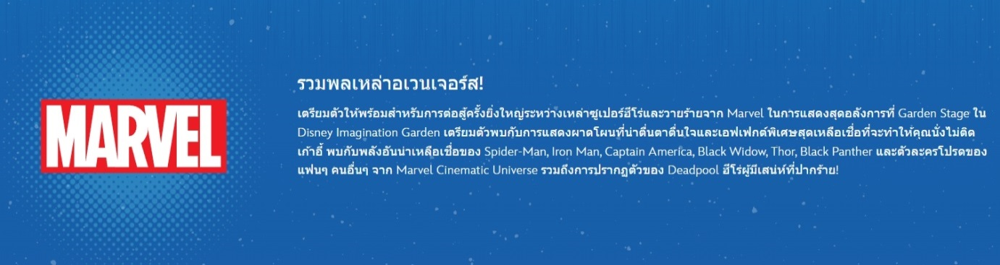 MARVEL
รวมพลเหล่าอเวนเจอร์ส!
เตรียมตัวให้พร้อมสำหรับการต่อสู้ครั้งยิ่งใหญ่ระหว่างเหล่าซูเปอร์ฮีโร่และวายร้ายจาก Marvel ในการแสดงสุดอลังการที่ Garden Stage ใน
Disney Imagination Garden เตรียมตัวพบกับการแสดงผาดโผนที่น่าตื่นตาตื่นใจและเอฟเฟกต์พิเศษสุดเหลือเชื่อที่จะทำให้คุณนั่งไม่ติด
เก้าอี้ พบกับพลังอันน่าเหลือเชื่อของ Spider-Man, Iron Man, Captain America, Black Widow, Thor, Black Panther และตัวละครโปรดของ
แฟนๆ คนอื่นๆ จาก Marvel Cinematic Universe รวมถึงการปรากฏตัวของ Deadpool ฮีโร่ผู้มีเสน่ห์ที่ปากร้าย!